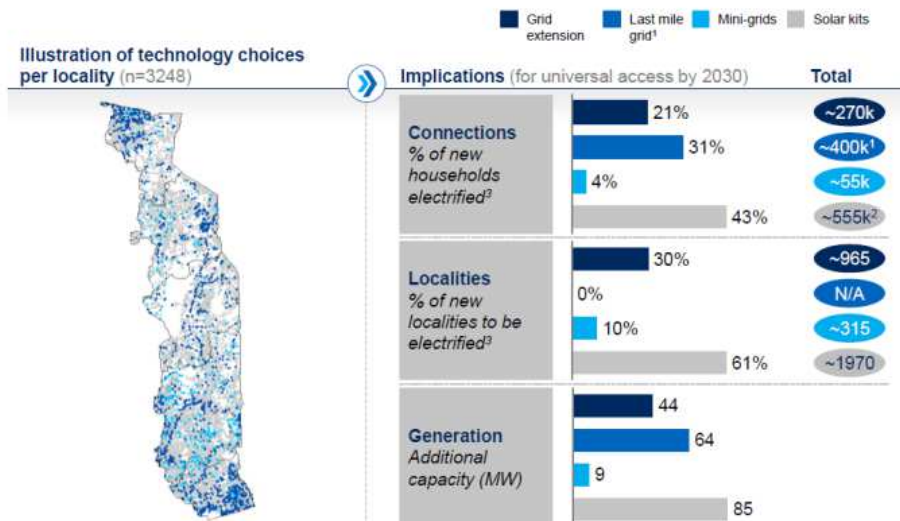 Grid extension
Last mile grid¹
Mini-grids
Solar kits
Illustration of technology choices
per locality (n=3248)
Implications (for universal access by 2030)
Total
Connections
% of new
households
electrified³
21%
~270k
31%
~400k¹
4%
~55k
43%
~555k²
Localities
% of new
localities to be
electrified³
30%
~965
0%
N/A
10%
~315
61%
~1970
Generation
Additional
capacity (MW)
44
64
9
85